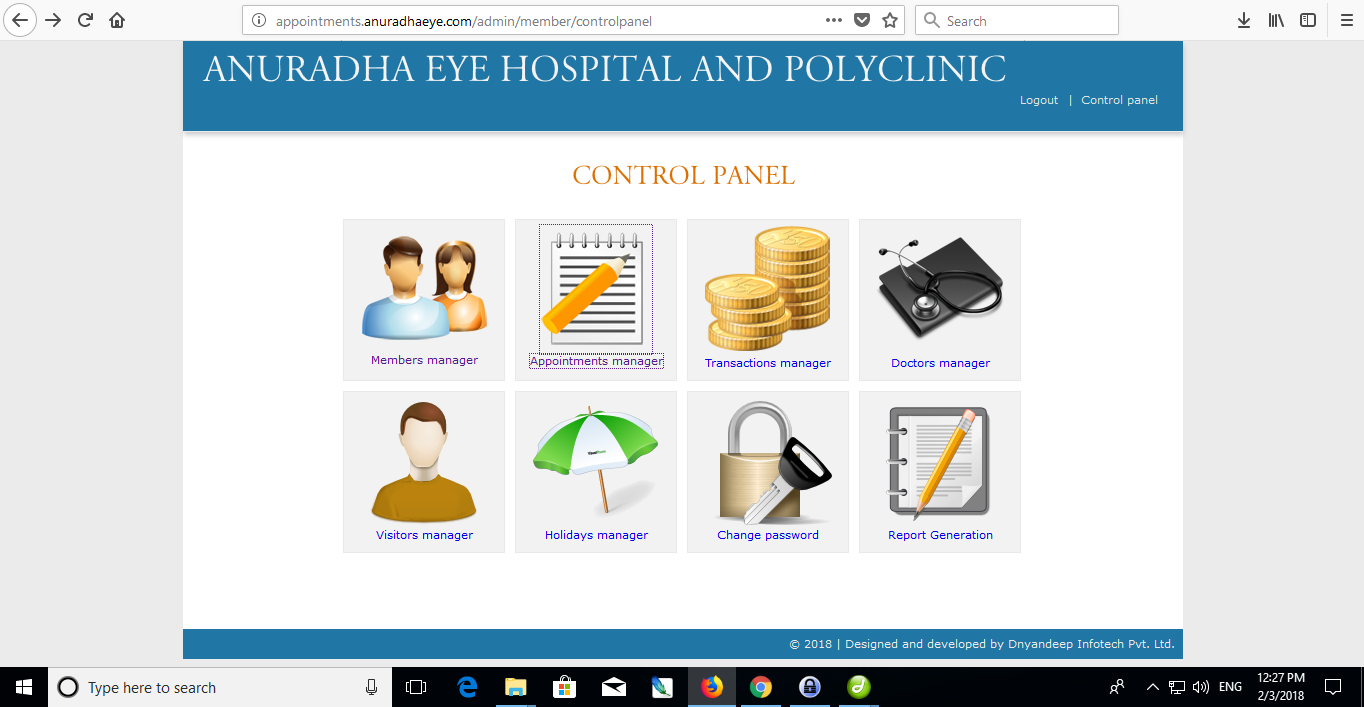 appointments.anuradhaeye.com/admin/member/controlpanel
Search
ANURADHA EYE HOSPITAL AND POLYCLINIC
Logout | Control panel
CONTROL PANEL
Members manager
Appointments manager
Transactions manager
Doctors manager
Visitors manager
Holidays manager
Change password
Report Generation
© 2018 | Designed and developed by Dnyandeep Infotech Pvt. Ltd.
Type here to search
ENG
12:27 PM
2/3/2018